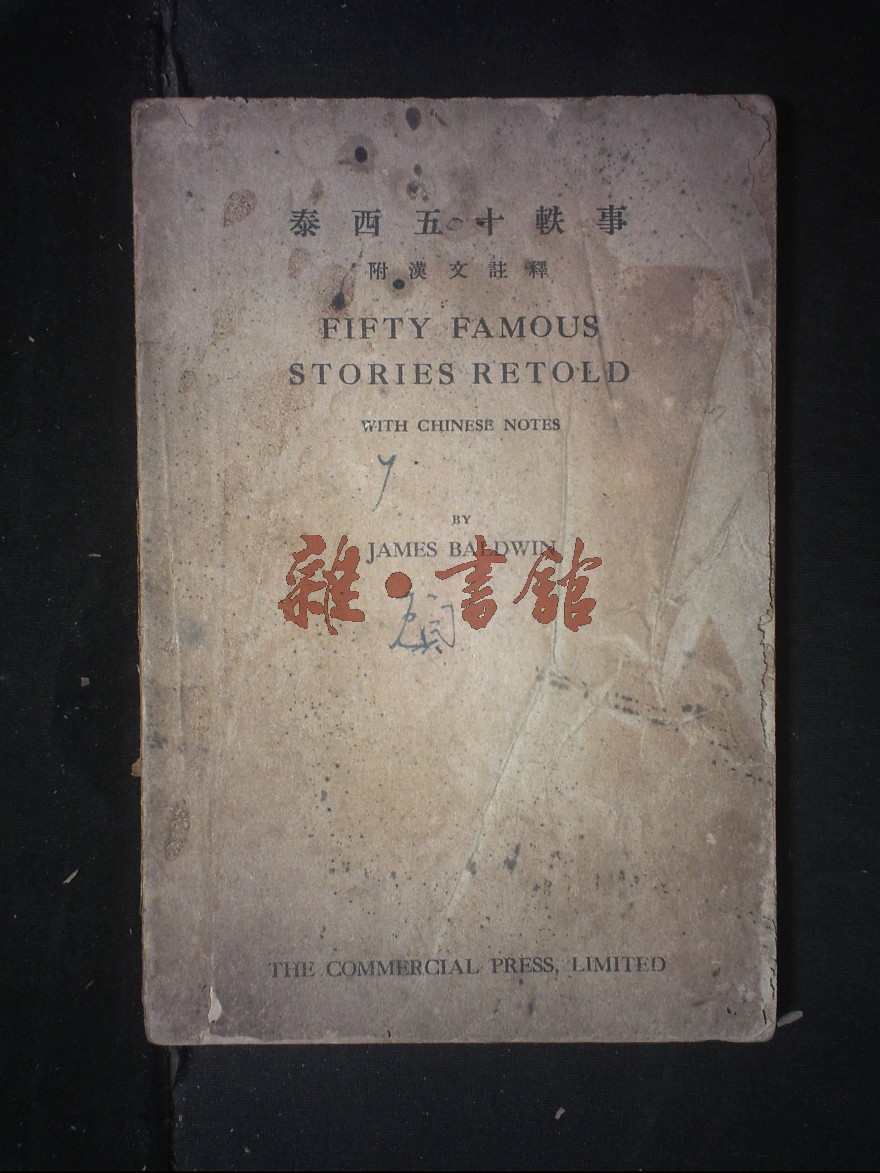 泰西五十軼事
附漢文註釋
FIFTY FAMOUS
STORIES RETOLD
WITH CHINESE NOTES
BY
JAMES BALDWIN
雜·書館
THE COMMERCIAL PRESS, LIMITED